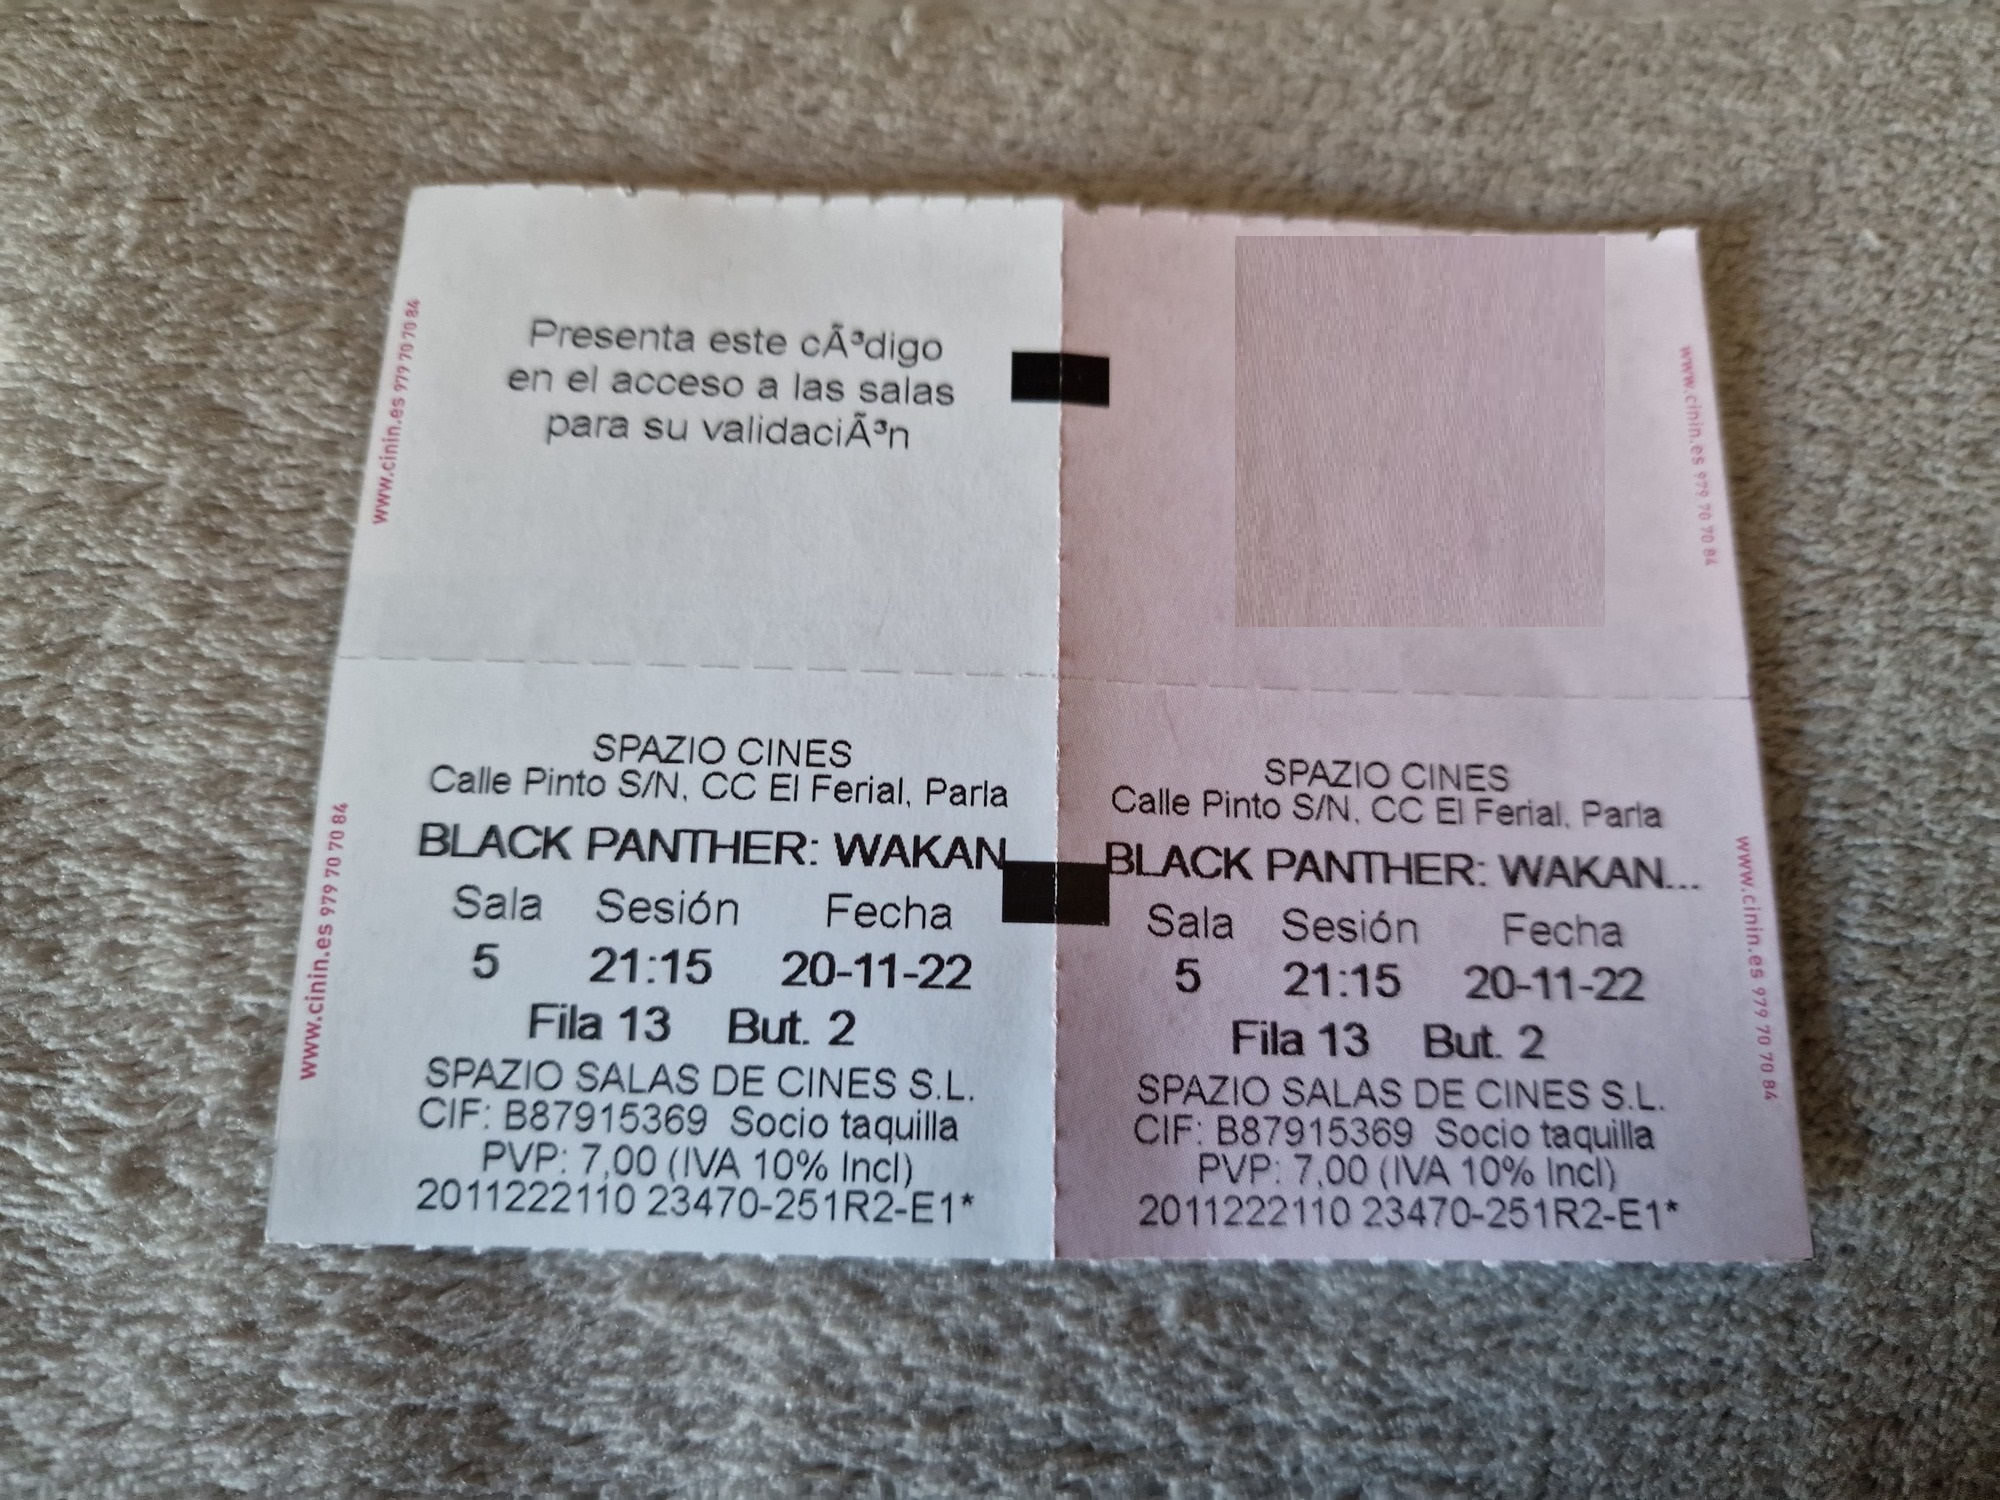 Presenta este cÃ³digo
en el acceso a las salas
para su validaciÃ³n
www.cinin.es 979 70 70 84
www.cinin.es 979 70 70 84
SPAZIO CINES
Calle Pinto S/N, CC El Ferial, Parla
BLACK PANTHER: WAKAN
Sala Sesión Fecha
5 21:15 20-11-22
Fila 13 But. 2
SPAZIO SALAS DE CINES S.L.
CIF: B87915369 Socio taquilla
PVP: 7,00 (IVA 10% Incl)
2011222110 23470-251R2-E1*
www.cinin.es 979 70 70 84
SPAZIO CINES
Calle Pinto S/N, CC El Ferial, Parla
BLACK PANTHER: WAKAN...
Sala Sesión Fecha
5 21:15 20-11-22
Fila 13 But. 2
SPAZIO SALAS DE CINES S.L.
CIF: B87915369 Socio taquilla
PVP: 7,00 (IVA 10% Incl)
2011222110 23470-251R2-E1*
www.cinin.es 979 70 70 84